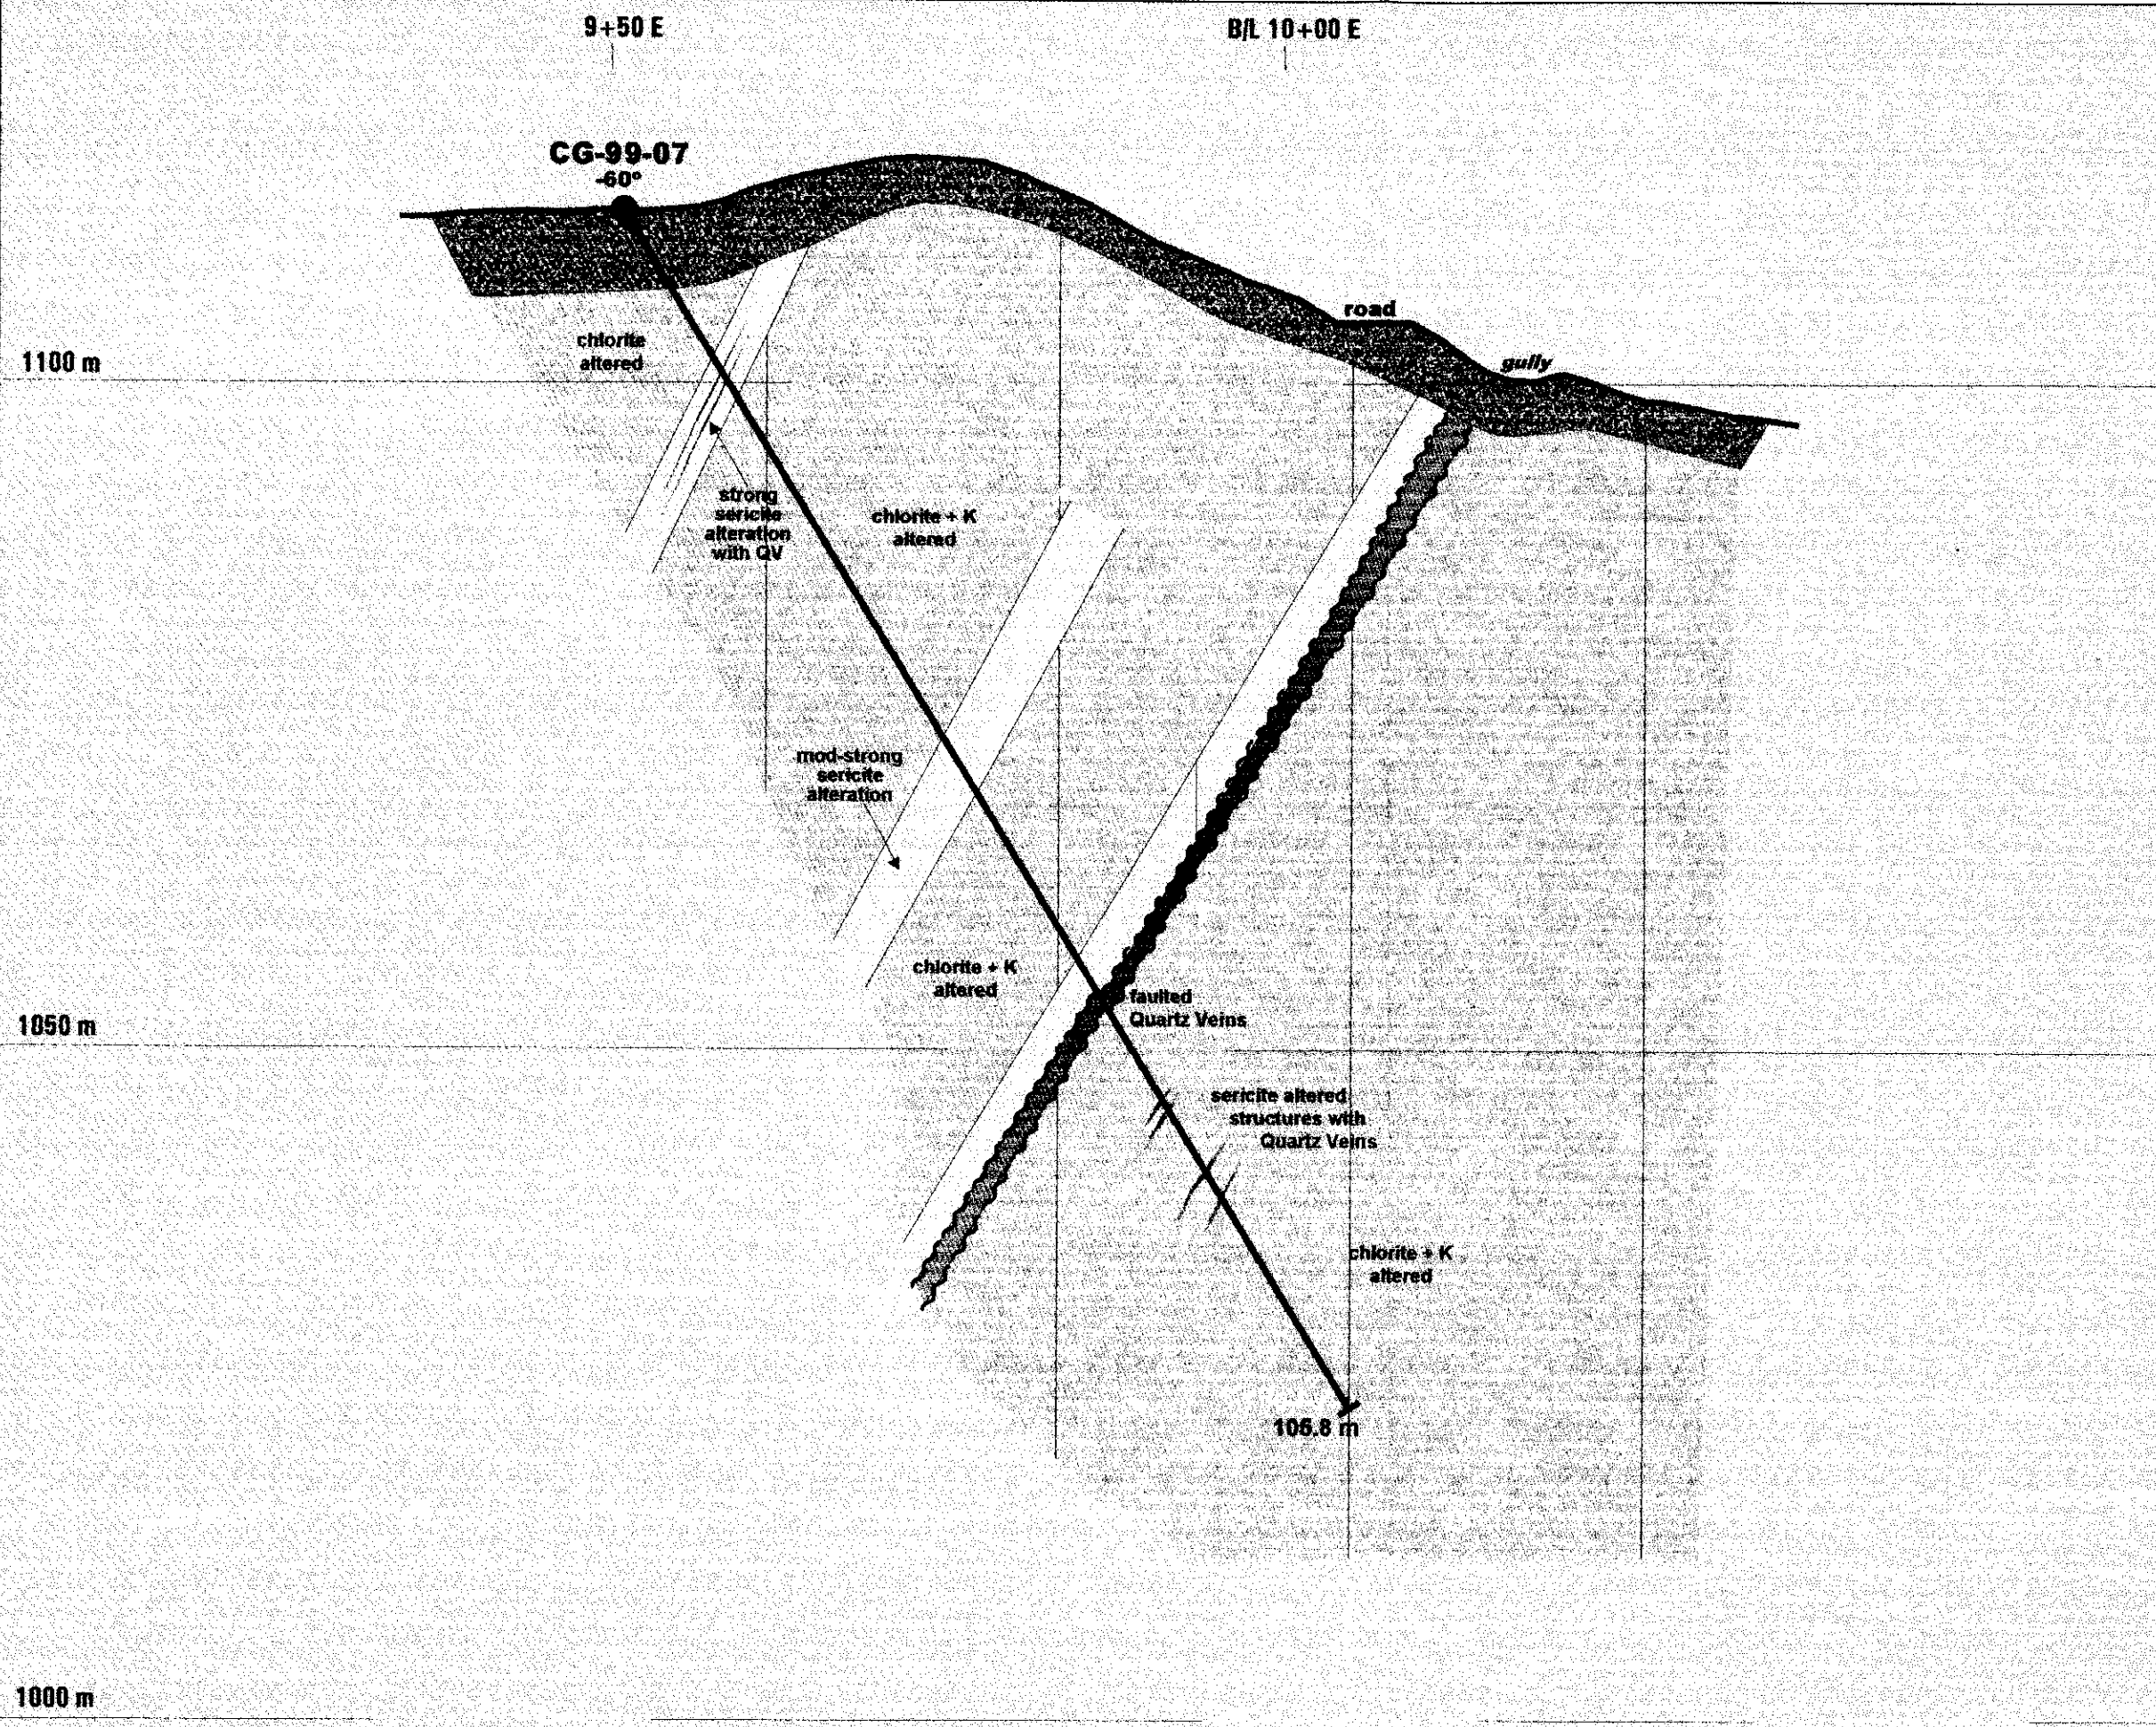 9+50 E
B/L 10+00 E
CG-99-07
-60°
road
gully
chlorite
altered
1100 m
strong
sericite
alteration
with QV
chlorite + K
altered
mod-strong
sericite
alteration
chlorite + K
altered
faulted
Quartz Veins
1050 m
sericite altered
structures with
Quartz Veins
chlorite + K
altered
105.8 m
1000 m